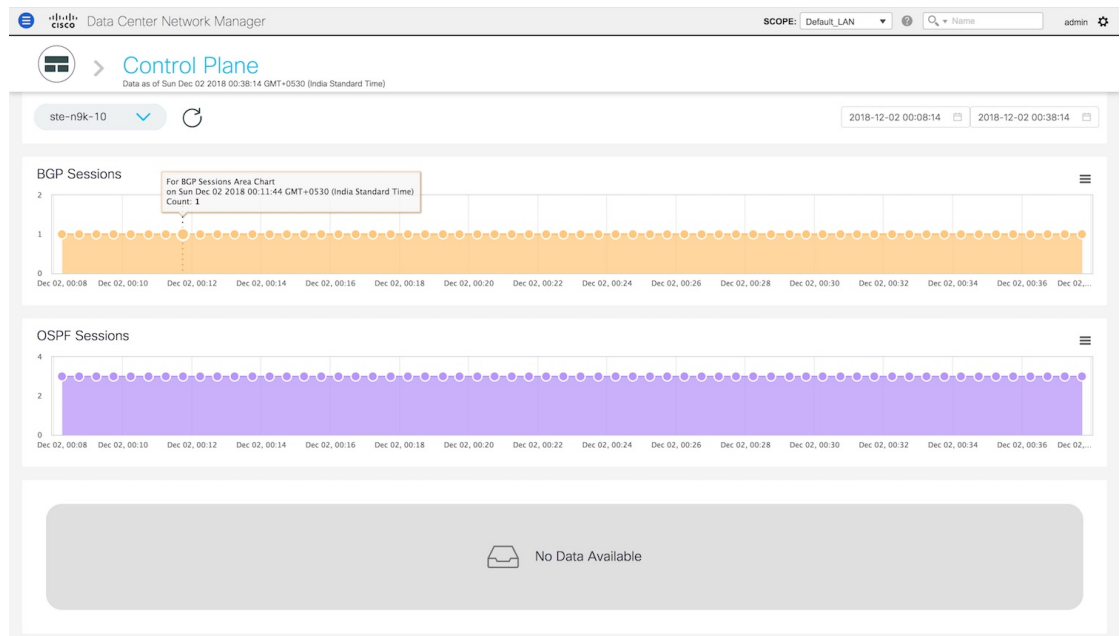 cisco Data Center Network Manager SCOPE: Default_LAN Name admin
Control Plane
Data as of Sun Dec 02 2018 00:38:14 GMT+0530 (India Standard Time)
ste-n9k-10 2018-12-02 00:08:14 2018-12-02 00:38:14
BGP Sessions
For BGP Sessions Area Chart
on Sun Dec 02 2018 00:11:44 GMT+0530 (India Standard Time)
Count: 1
2
1
0
Dec 02, 00:08 Dec 02, 00:10 Dec 02, 00:12 Dec 02, 00:14 Dec 02, 00:16 Dec 02, 00:18 Dec 02, 00:20 Dec 02, 00:22 Dec 02, 00:24 Dec 02, 00:26 Dec 02, 00:28 Dec 02, 00:30 Dec 02, 00:32 Dec 02, 00:34 Dec 02, 00:36 Dec 02,...
OSPF Sessions
4
2
0
Dec 02, 00:08 Dec 02, 00:10 Dec 02, 00:12 Dec 02, 00:14 Dec 02, 00:16 Dec 02, 00:18 Dec 02, 00:20 Dec 02, 00:22 Dec 02, 00:24 Dec 02, 00:26 Dec 02, 00:28 Dec 02, 00:30 Dec 02, 00:32 Dec 02, 00:34 Dec 02, 00:36 Dec 02,...
No Data Available